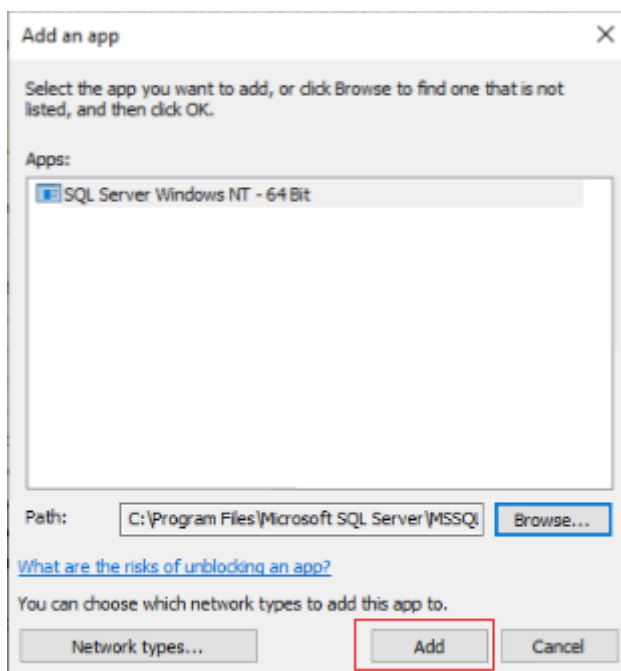 Add an app
Select the app you want to add, or click Browse to find one that is not
listed, and then click OK.
Apps:
SQL Server Windows NT - 64 Bit
Path:
C:\Program Files\Microsoft SQL Server\MSSQL
Browse...
What are the risks of unblocking an app?
You can choose which network types to add this app to.
Network types...
Add
Cancel